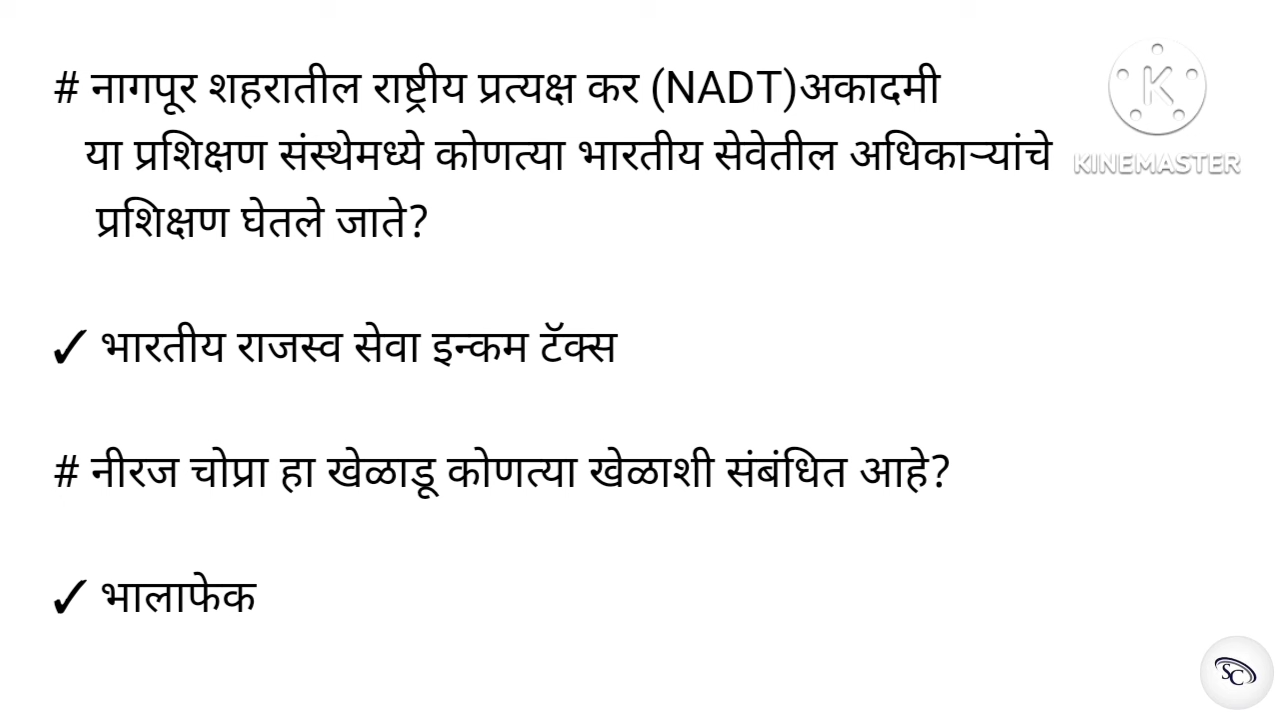 # नागपूर शहरातील राष्ट्रीय प्रत्यक्ष कर (NADT)अकादमी
या प्रशिक्षण संस्थेमध्ये कोणत्या भारतीय सेवेतील अधिकाऱ्यांचे
प्रशिक्षण घेतले जाते?
✓ भारतीय राजस्व सेवा इन्कम टॅक्स
# नीरज चोप्रा हा खेळाडू कोणत्या खेळाशी संबंधित आहे?
✓ भालाफेक
K
KINEMASTER
SC